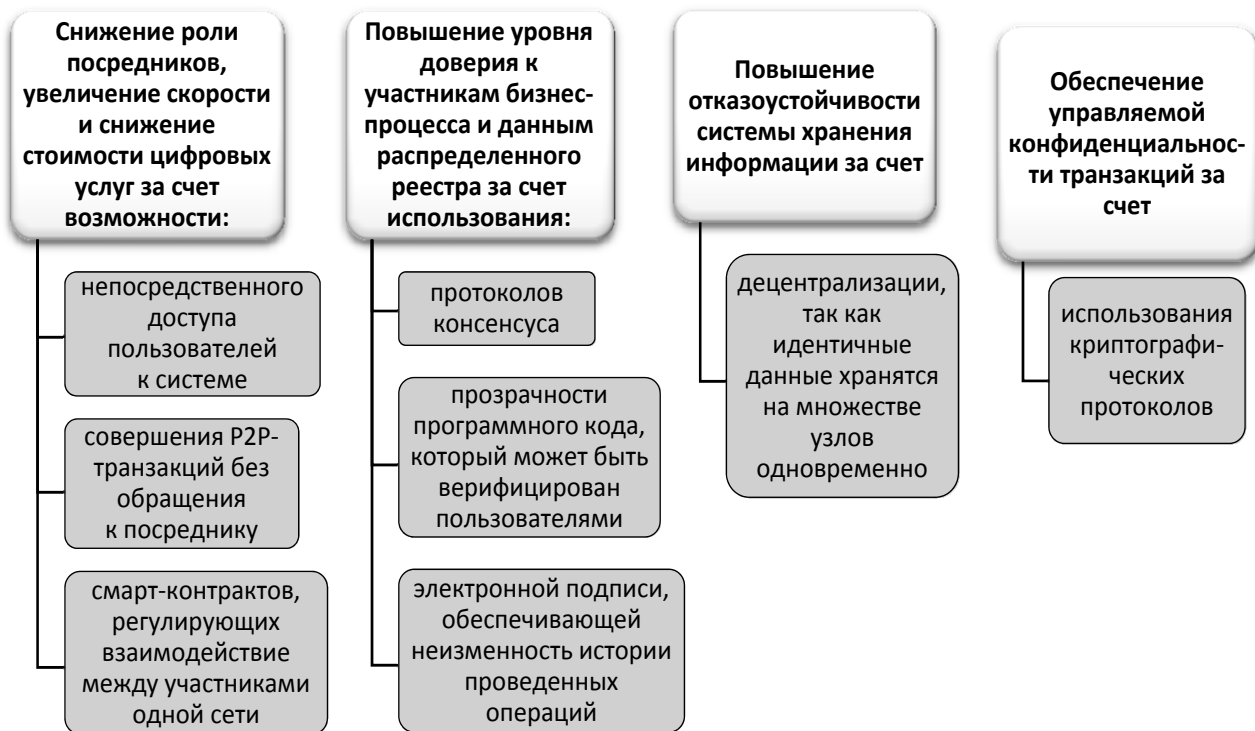 Снижение роли
посредников,
увеличение скорости
и снижение
стоимости цифровых
услуг за счет
возможности:
непосредственного
доступа
пользователей
к системе
совершения P2P-
транзакций без
обращения
к посреднику
смарт-контрактов,
регулирующих
взаимодействие
между участниками
одной сети
Повышение уровня
доверия к
участникам бизнес-
процесса и данным
распределенного
реестра за счет
использования:
протоколов
консенсуса
прозрачности
программного кода,
который может быть
верифицирован
пользователями
электронной подписи,
обеспечивающей
неизменность истории
проведенных
операций
Повышение
отказоустойчивости
системы хранения
информации за счет
децентрализации,
так как
идентичные
данные хранятся
на множестве
узлов
одновременно
Обеспечение
управляемой
конфиденциальнос-
ти транзакций за
счет
использования
криптографи-
ческих
протоколов